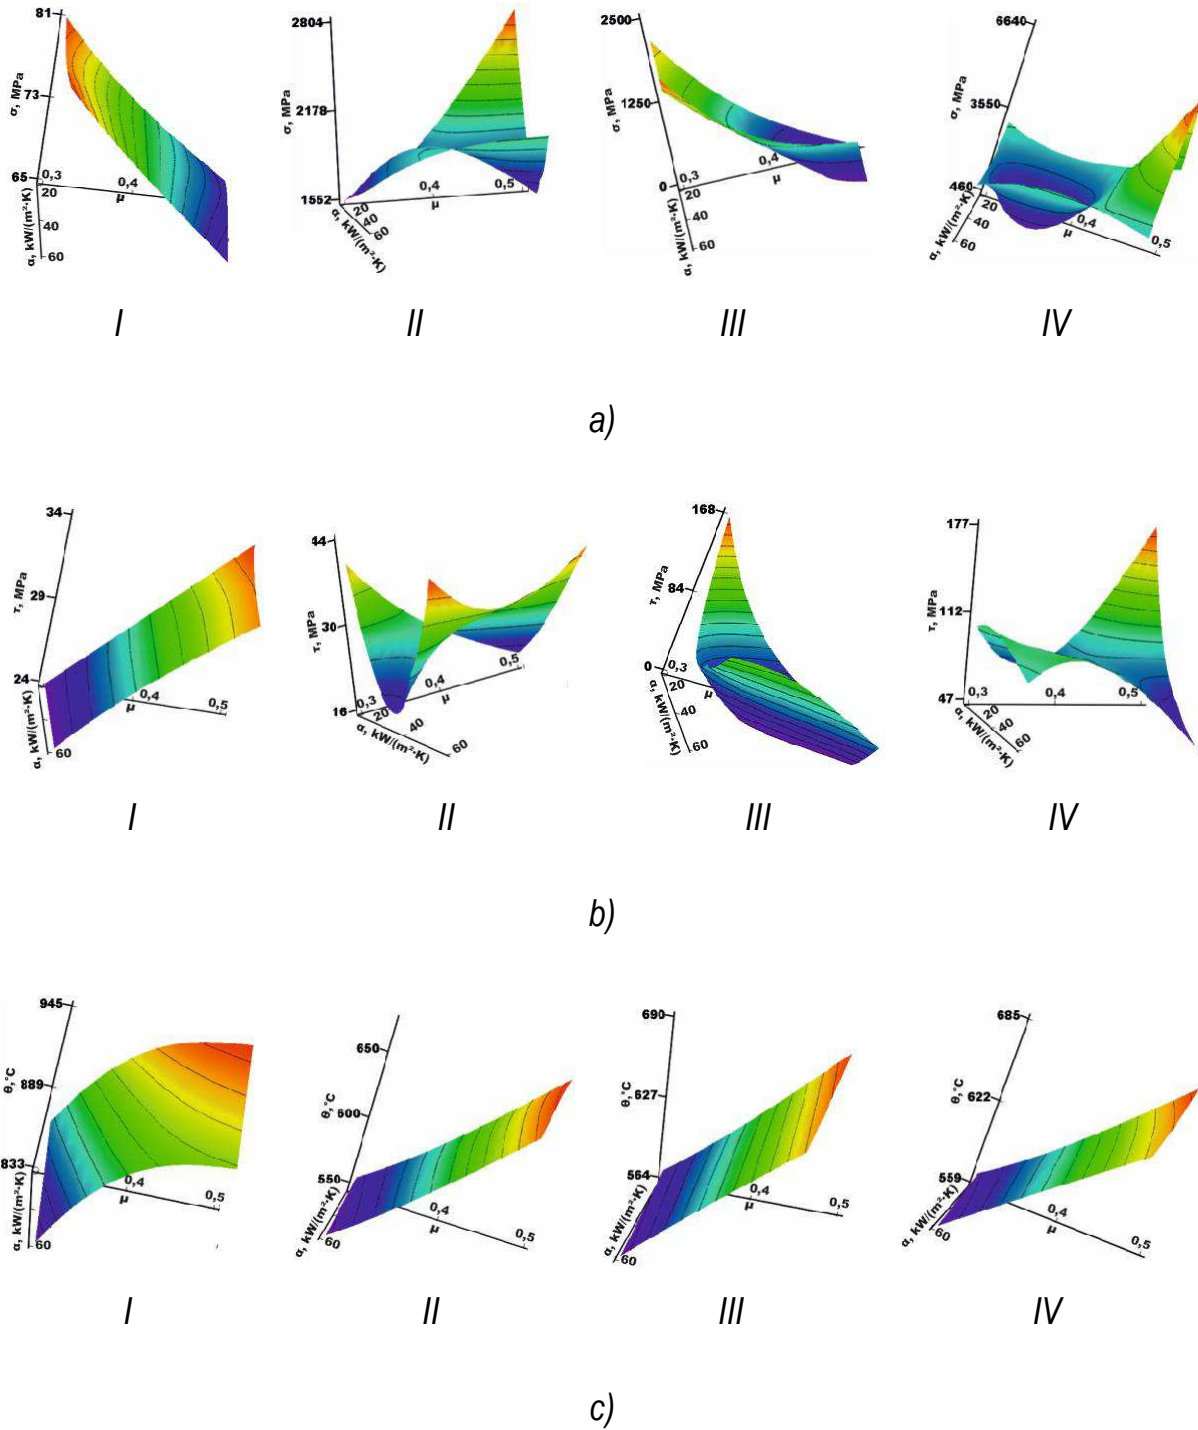 81
σ, MPa
73
65
0,3
0,4
μ
20
40
60
α, kW/(m²·K)
I
2804
σ, MPa
2178
1552
0,4
0,5
μ
20
40
60
α, kW/(m²·K)
II
2500
σ, MPa
1250
0
0,3
0,4
μ
20
40
60
α, kW/(m²·K)
III
6640
σ, MPa
3550
460
0,4
0,5
μ
20
40
60
α, kW/(m²·K)
IV
a)
34
τ, MPa
29
24
0,4
0,5
μ
60
α, kW/(m²·K)
I
44
τ, MPa
30
16
0,3
0,4
0,5
μ
20
40
60
α, kW/(m²·K)
II
168
τ, MPa
84
0
0,3
μ
20
40
60
α, kW/(m²·K)
III
177
τ, MPa
112
47
0,3
0,4
0,5
μ
20
40
60
α, kW/(m²·K)
IV
b)
945
θ,°C
889
833
0,4
0,5
μ
60
α, kW/(m²·K)
I
650
θ,°C
600
550
0,4
0,5
μ
60
α, kW/(m²·K)
II
690
θ,°C
627
564
0,4
0,5
μ
60
α, kW/(m²·K)
III
685
θ,°C
622
559
0,4
0,5
μ
60
α, kW/(m²·K)
IV
c)